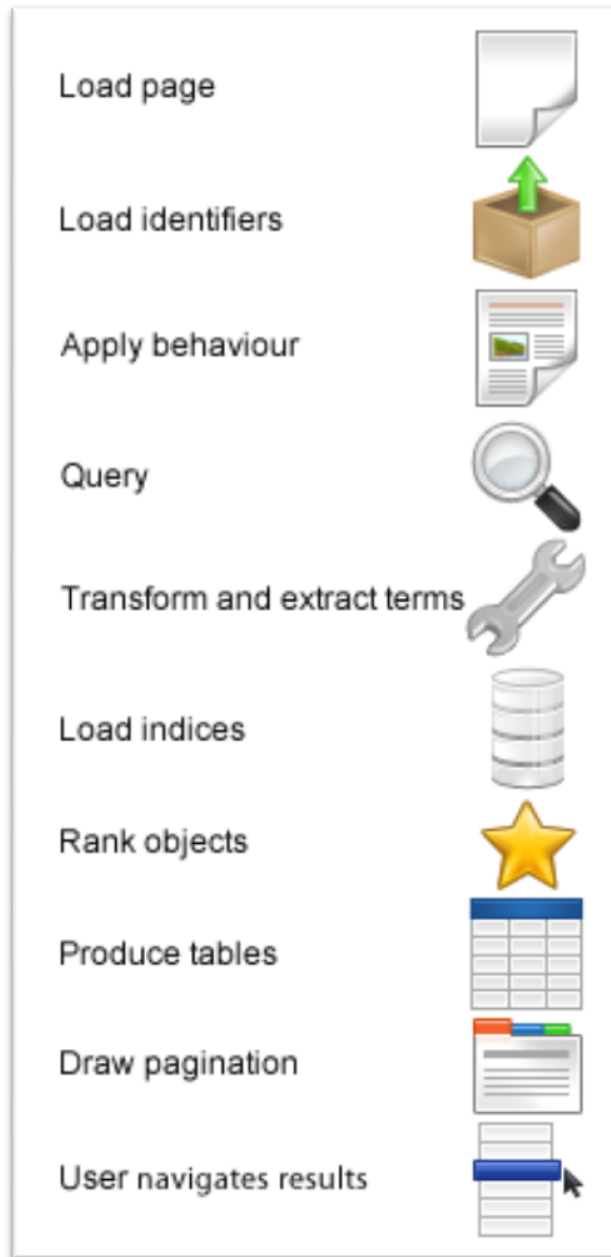 Load page
Load identifiers
Apply behaviour
Query
Transform and extract terms
Load indices
Rank objects
Produce tables
Draw pagination
User navigates results